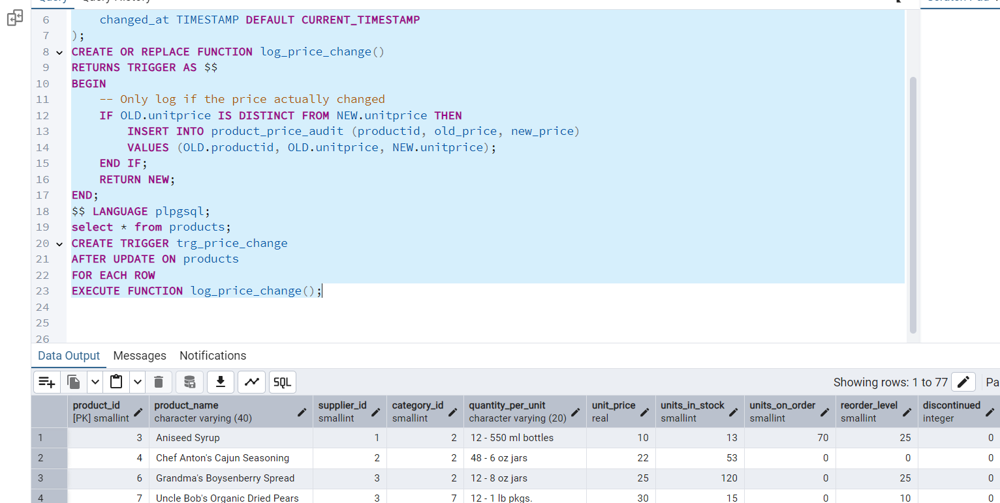 Query Query History
6 changed_at TIMESTAMP DEFAULT CURRENT_TIMESTAMP
7 );
8 CREATE OR REPLACE FUNCTION log_price_change()
9 RETURNS TRIGGER AS $$
10 BEGIN
11 -- Only log if the price actually changed
12 IF OLD.unitprice IS DISTINCT FROM NEW.unitprice THEN
13 INSERT INTO product_price_audit (productid, old_price, new_price)
14 VALUES (OLD.productid, OLD.unitprice, NEW.unitprice);
15 END IF;
16 RETURN NEW;
17 END;
18 $$ LANGUAGE plpgsql;
19 select * from products;
20 CREATE TRIGGER trg_price_change
21 AFTER UPDATE ON products
22 FOR EACH ROW
23 EXECUTE FUNCTION log_price_change();
24
25
26
Data Output Messages Notifications
SQL Showing rows: 1 to 77 Pa
product_id product_name supplier_id category_id quantity_per_unit unit_price units_in_stock units_on_order reorder_level discontinued
[PK] smallint character varying (40) smallint smallint character varying (20) real smallint smallint smallint integer
1 3 Aniseed Syrup 1 2 12 - 550 ml bottles 10 13 70 25 0
2 4 Chef Anton's Cajun Seasoning 2 2 48 - 6 oz jars 22 53 0 0 0
3 6 Grandma's Boysenberry Spread 3 2 12 - 8 oz jars 25 120 0 25 0
4 7 Uncle Bob's Organic Dried Pears 3 7 12 - 1 lb pkgs. 30 15 0 10 0